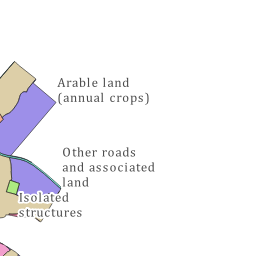 Arable land
(annual crops)
Other roads
and associated
land
Isolated
structures